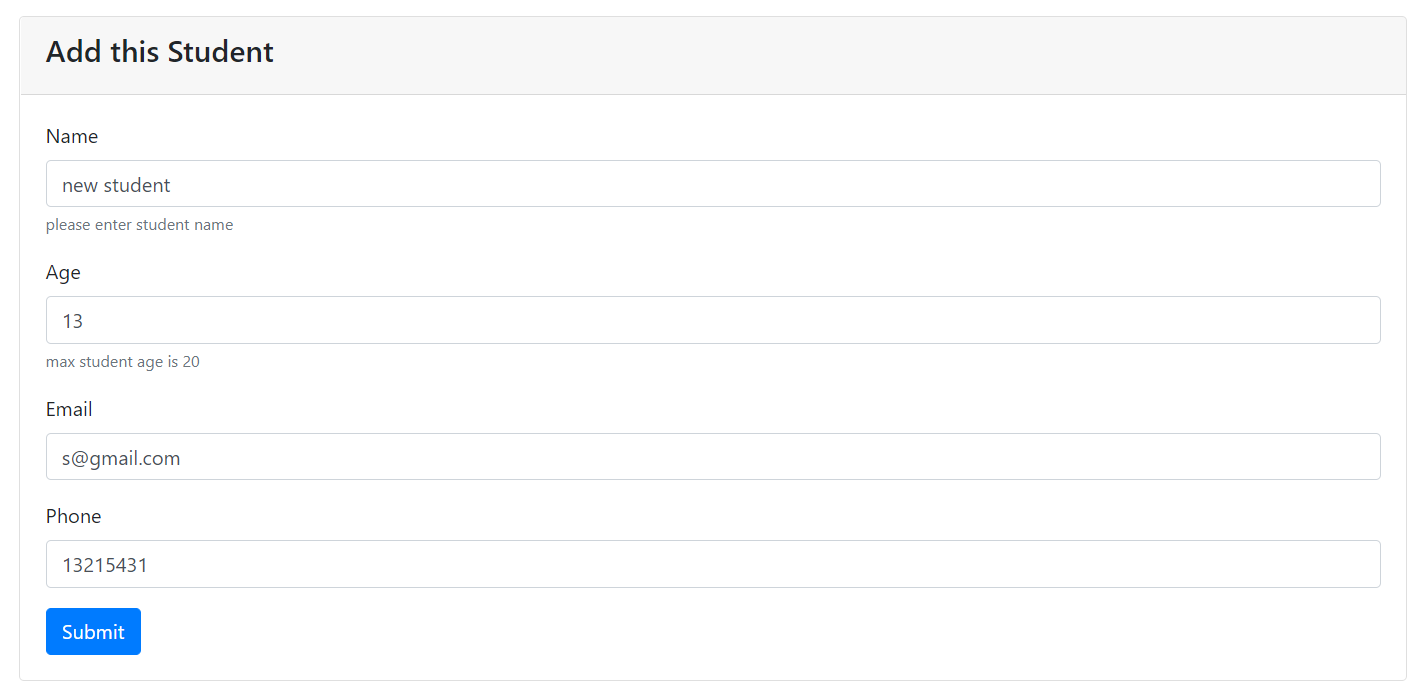 Add this Student
Name
new student
please enter student name
Age
13
max student age is 20
Email
s@gmail.com
Phone
13215431
Submit